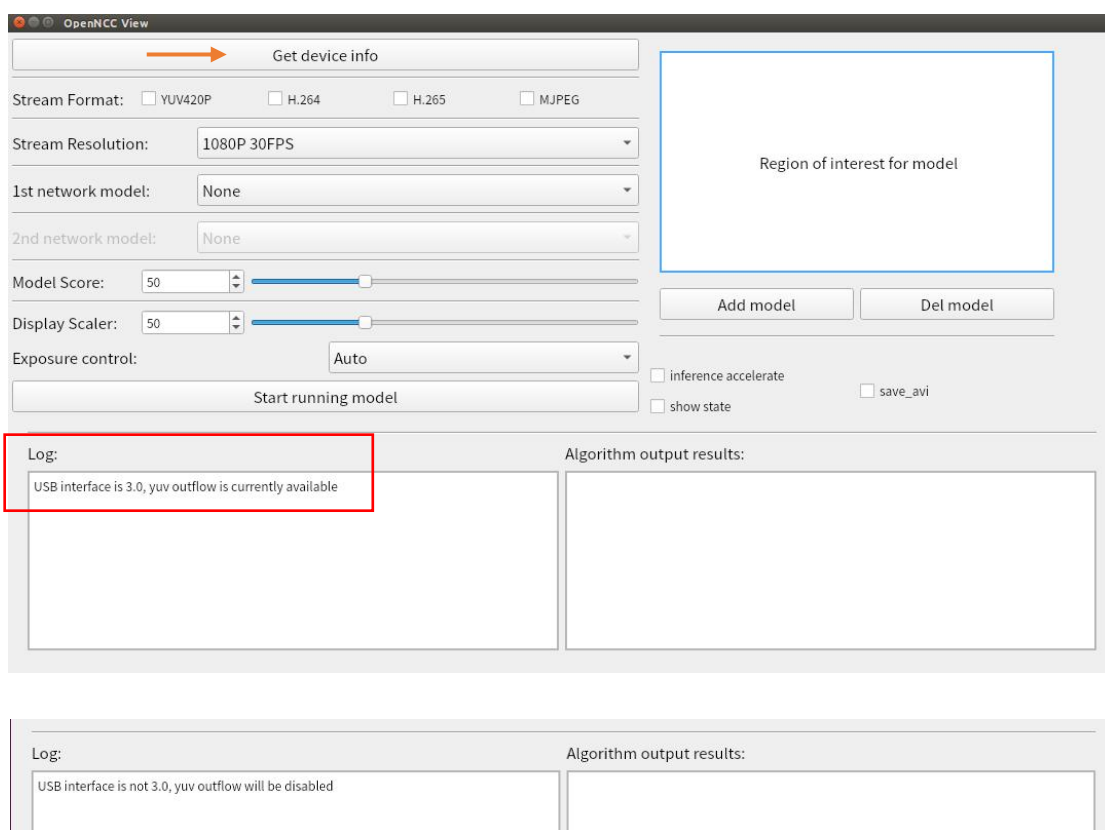 OpenNCC View
Get device info
Stream Format: YUV420P H.264 H.265 MJPEG
Stream Resolution: 1080P 30FPS
1st network model: None
2nd network model: None
Model Score: 50
Display Scaler: 50
Exposure control: Auto
Start running model
Region of interest for model
Add model Del model
inference accelerate
save_avi
show state
Log:
USB interface is 3.0, yuv outflow is currently available
Algorithm output results:
Log:
USB interface is not 3.0, yuv outflow will be disabled
Algorithm output results: